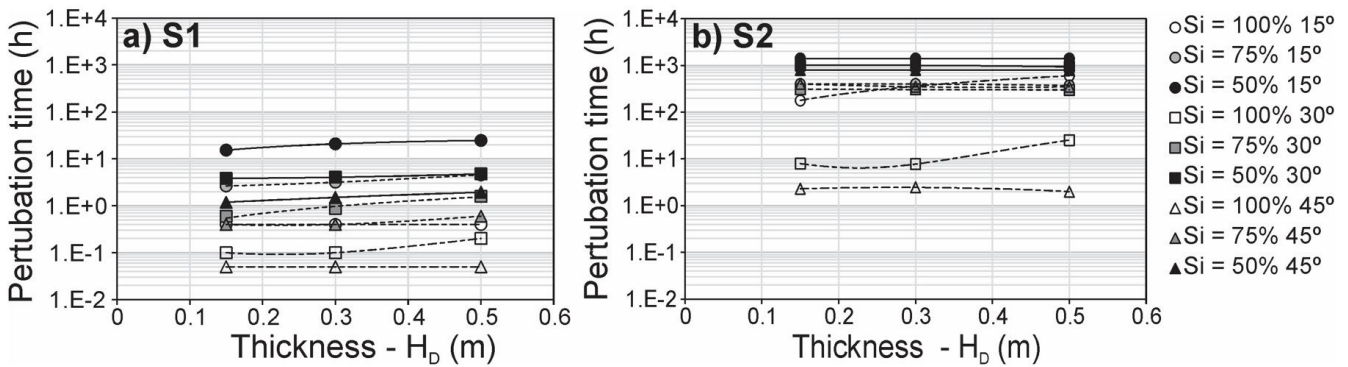 a) S1
Pertubation time (h)
1.E+4
1.E+3
1.E+2
1.E+1
1.E+0
1.E-1
1.E-2
0 0.1 0.2 0.3 0.4 0.5 0.6
Thickness - H_D (m)
b) S2
Pertubation time (h)
1.E+4
1.E+3
1.E+2
1.E+1
1.E+0
1.E-1
1.E-2
0 0.1 0.2 0.3 0.4 0.5 0.6
Thickness - H_D (m)
Si = 100% 15º
Si = 75% 15º
Si = 50% 15º
Si = 100% 30º
Si = 75% 30º
Si = 50% 30º
Si = 100% 45º
Si = 75% 45º
Si = 50% 45º